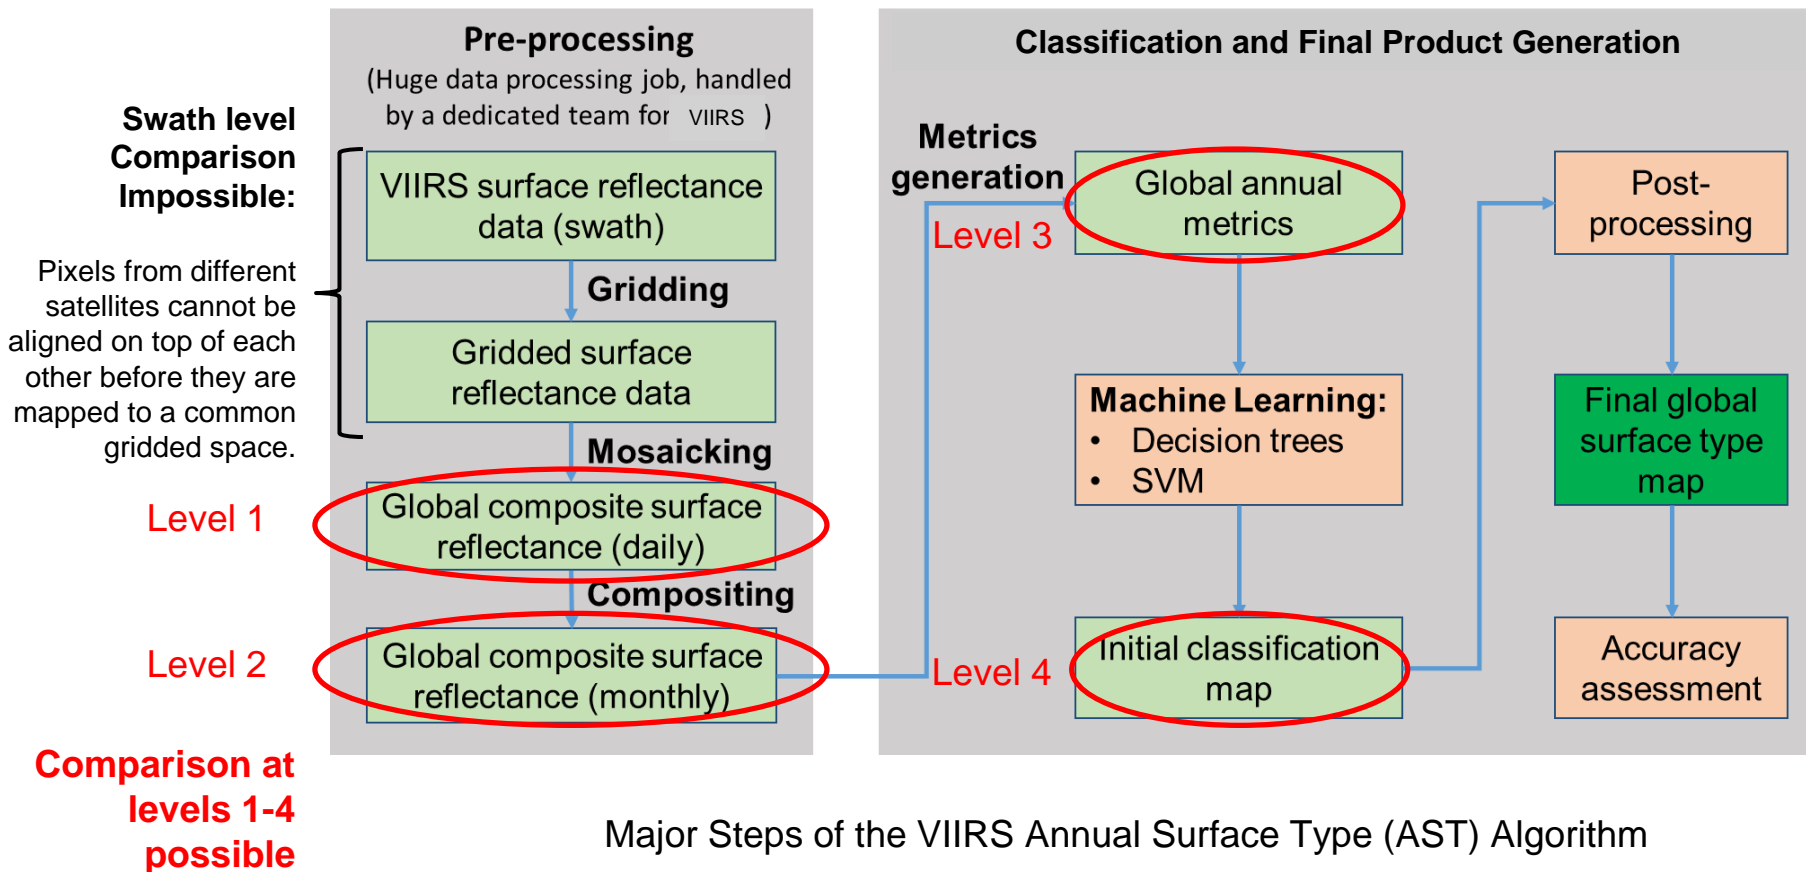 Pre-processing
(Huge data processing job, handled
by a dedicated team for VIIRS )
Swath level
Comparison
Impossible:
Pixels from different
satellites cannot be
aligned on top of each
other before they are
mapped to a common
gridded space.
VIIRS surface reflectance
data (swath)
Gridding
Gridded surface
reflectance data
Mosaicking
Level 1
Global composite surface
reflectance (daily)
Compositing
Level 2
Global composite surface
reflectance (monthly)
Comparison at
levels 1-4
possible
Classification and Final Product Generation
Metrics
generation
Level 3
Global annual
metrics
Machine Learning:
• Decision trees
• SVM
Level 4
Initial classification
map
Post-
processing
Final global
surface type
map
Accuracy
assessment
Major Steps of the VIIRS Annual Surface Type (AST) Algorithm